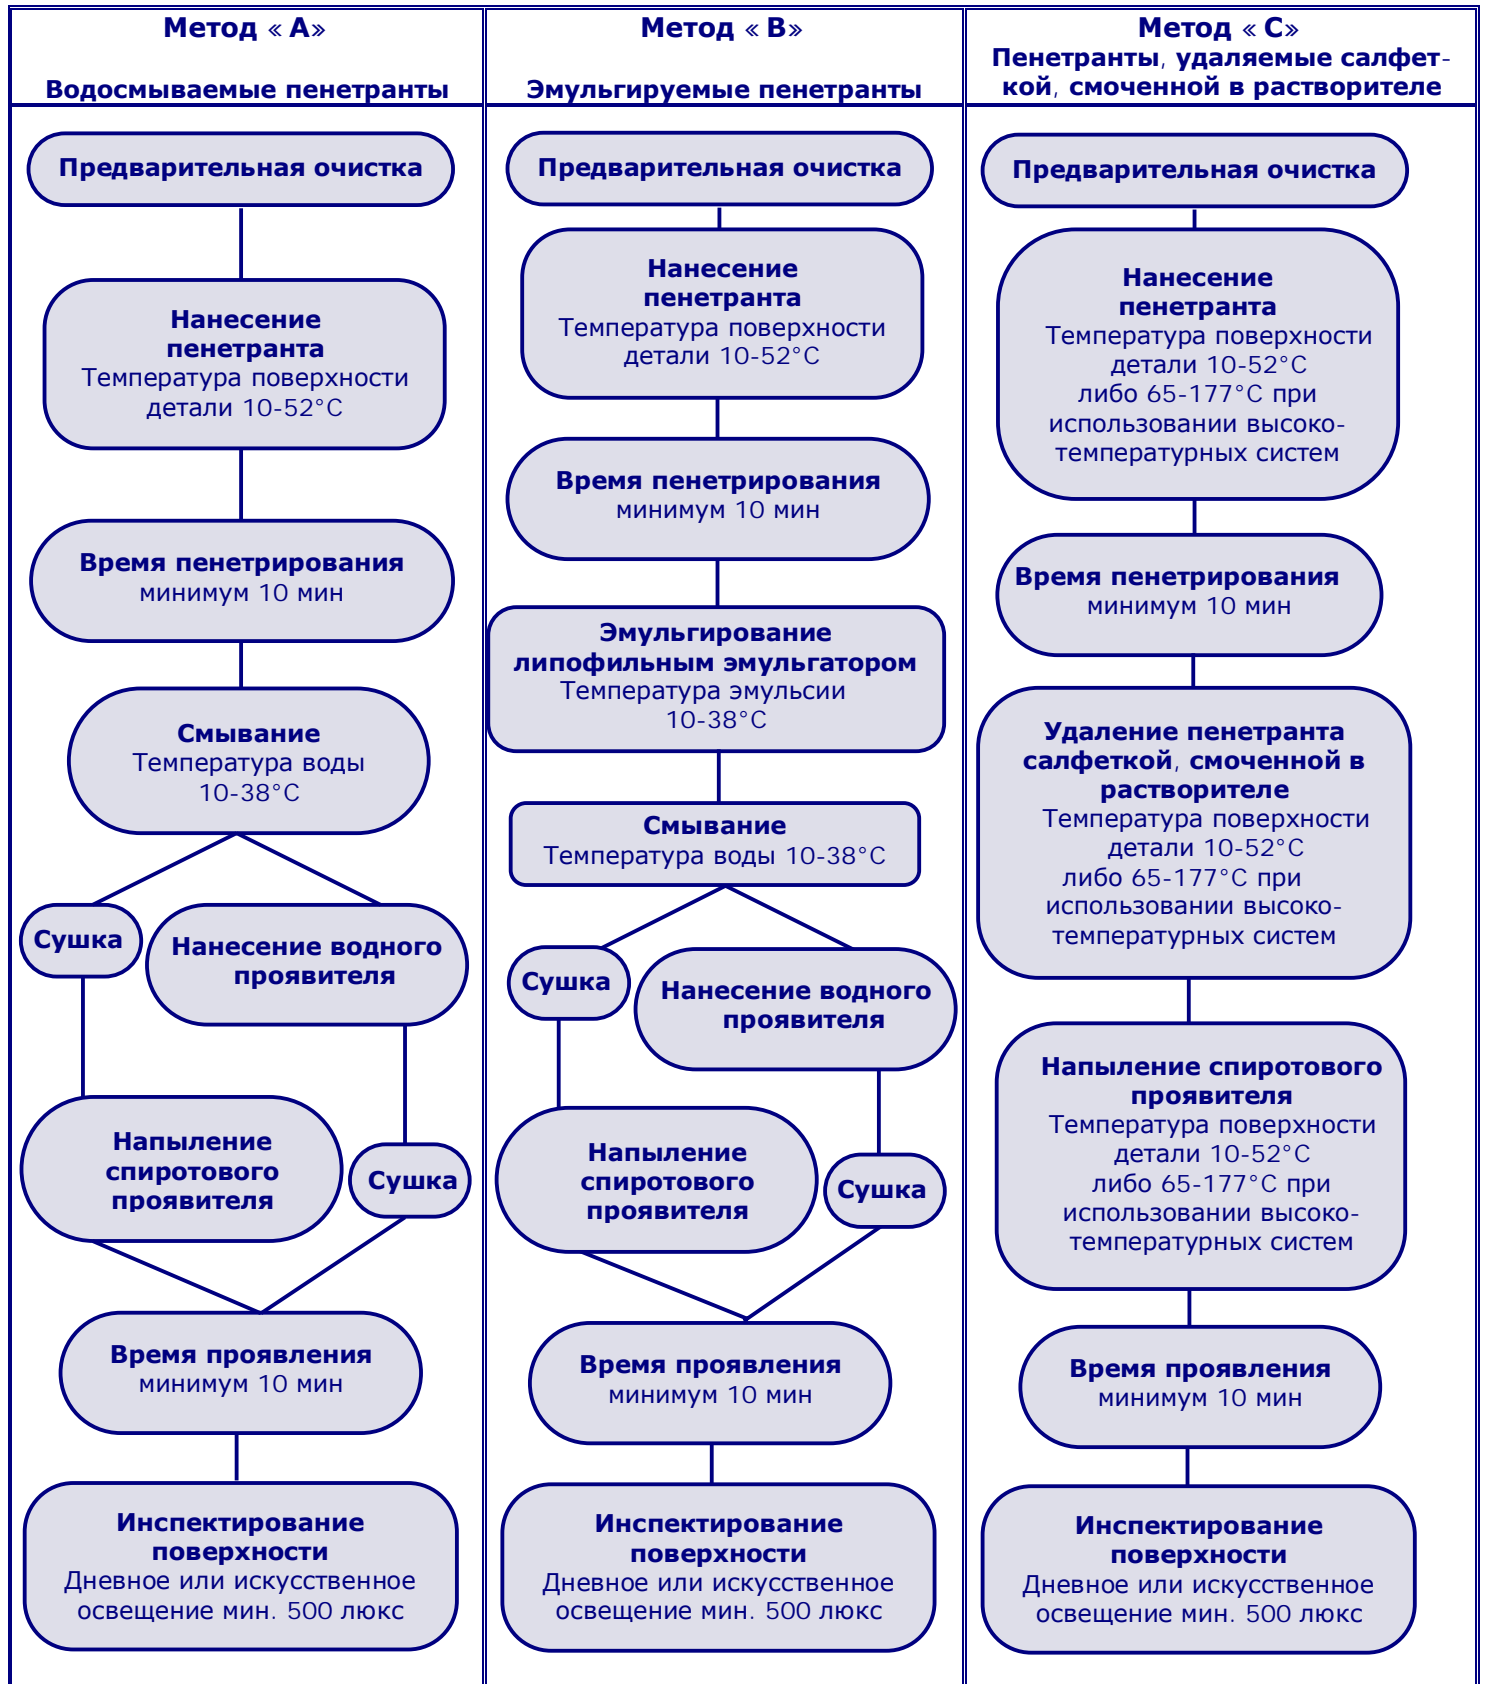 Метод « А»
Водосмываемые пенетранты
Предварительная очистка
Нанесение
пенетранта
Температура поверхности
детали 10-52°С
Время пенетрирования
минимум 10 мин
Смывание
Температура воды
10-38°С
Сушка
Нанесение водного
проявителя
Напыление
спиротового
проявителя
Сушка
Время проявления
минимум 10 мин
Инспектирование
поверхности
Дневное или искусственное
освещение мин. 500 люкс
Метод « В»
Эмульгируемые пенетранты
Предварительная очистка
Нанесение
пенетранта
Температура поверхности
детали 10-52°С
Время пенетрирования
минимум 10 мин
Эмульгирование
липофильным эмульгатором
Температура эмульсии
10-38°С
Смывание
Температура воды 10-38°С
Сушка
Нанесение водного
проявителя
Напыление
спиротового
проявителя
Сушка
Время проявления
минимум 10 мин
Инспектирование
поверхности
Дневное или искусственное
освещение мин. 500 люкс
Метод « С»
Пенетранты, удаляемые салфет-
кой, смоченной в растворителе
Предварительная очистка
Нанесение
пенетранта
Температура поверхности
детали 10-52°С
либо 65-177°С при
использовании высоко-
температурных систем
Время пенетрирования
минимум 10 мин
Удаление пенетранта
салфеткой, смоченной в
растворителе
Температура поверхности
детали 10-52°С
либо 65-177°С при
использовании высоко-
температурных систем
Напыление спиротового
проявителя
Температура поверхности
детали 10-52°С
либо 65-177°С при
использовании высоко-
температурных систем
Время проявления
минимум 10 мин
Инспектирование
поверхности
Дневное или искусственное
освещение мин. 500 люкс